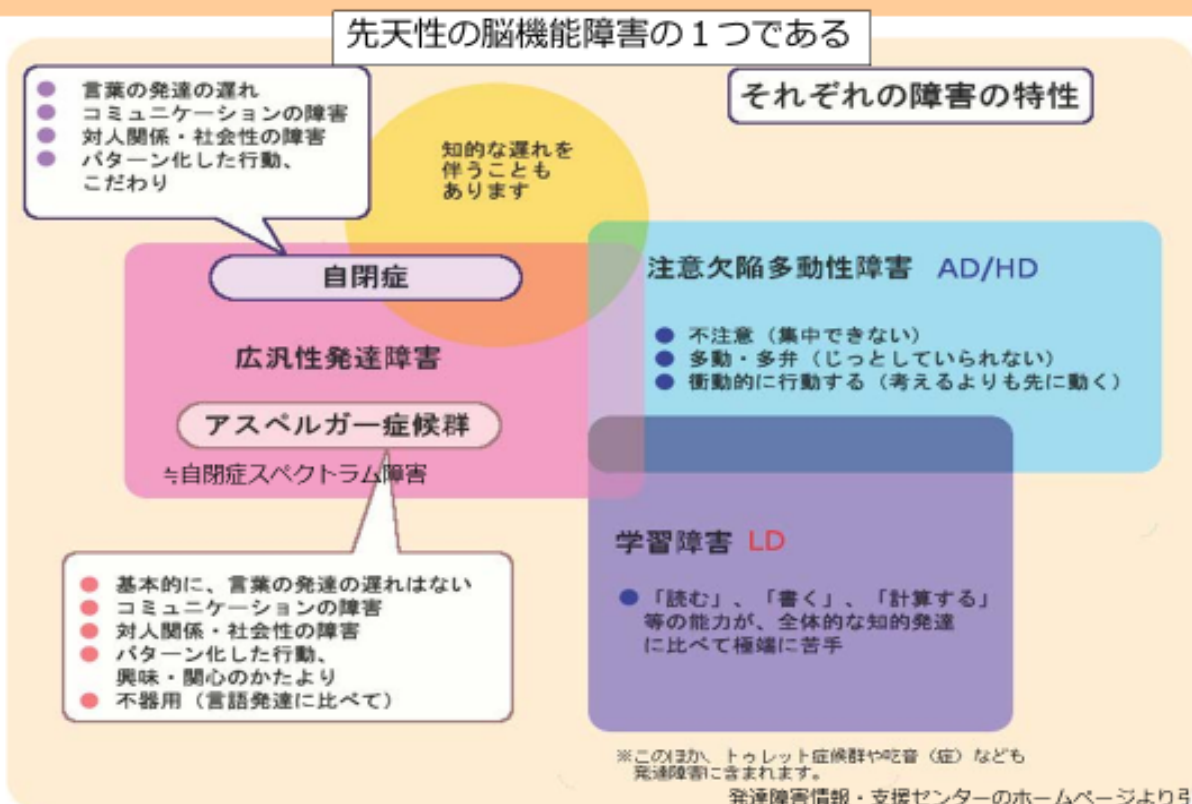 先天性の脳機能障害の１つである
それぞれの障害の特性
● 言葉の発達の遅れ
● コミュニケーションの障害
● 対人関係・社会性の障害
● パターン化した行動、
こだわり
知的な遅れを
伴うことも
あります
自閉症
広汎性発達障害
アスペルガー症候群
≒自閉症スペクトラム障害
注意欠陥多動性障害 AD/HD
● 不注意（集中できない）
● 多動・多弁（じっとしていられない）
● 衝動的に行動する（考えるよりも先に動く）
学習障害 LD
● 「読む」、「書く」、「計算する」
等の能力が、全体的な知的発達
に比べて極端に苦手
● 基本的に、言葉の発達の遅れはない
● コミュニケーションの障害
● 対人関係・社会性の障害
● パターン化した行動、
興味・関心のかたより
● 不器用（言語発達に比べて）
※このほか、トゥレット症候群や吃音（症）なども
発達障害に含まれます。
発達障害情報・支援センターのホームページより引